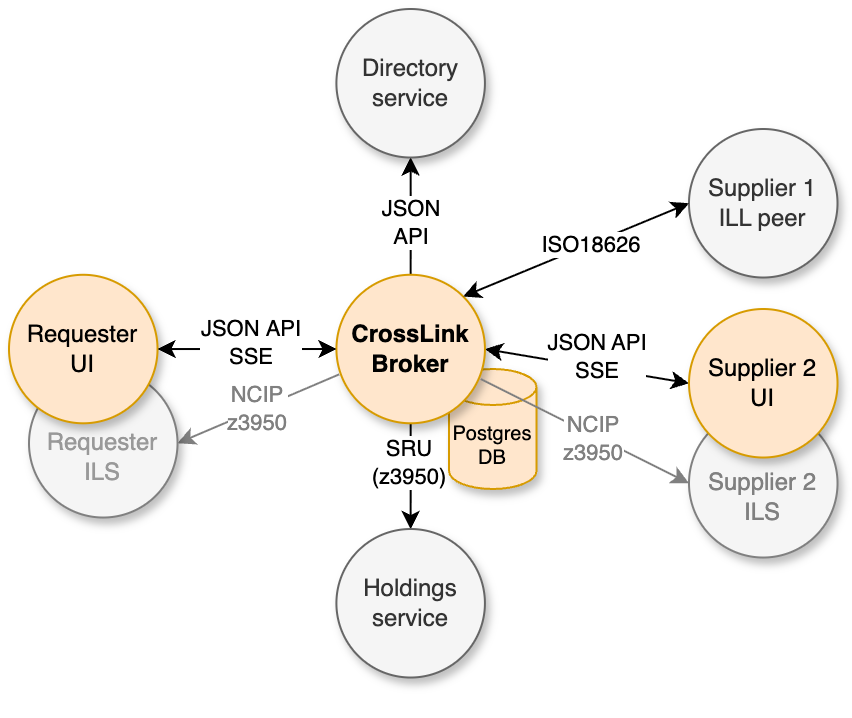 Directory
service
JSON
API
Supplier 1
ILL peer
ISO18626
Requester
UI
JSON API
SSE
CrossLink
Broker
JSON API
SSE
Supplier 2
UI
NCIP
z3950
Requester
ILS
Postgres
DB
NCIP
z3950
SRU
(z3950)
Supplier 2
ILS
Holdings
service